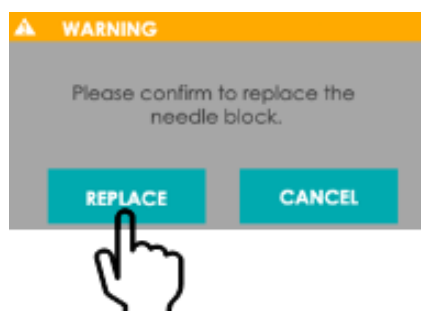 WARNING
Please confirm to replace the
needle block.
REPLACE
CANCEL